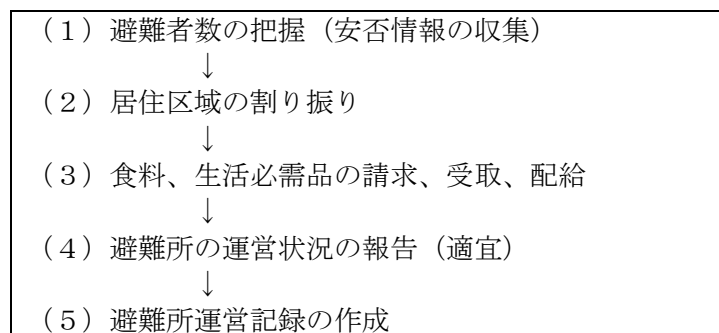 （１）避難者数の把握（安否情報の収集）
↓
（２）居住区域の割り振り
↓
（３）食料、生活必需品の請求、受取、配給
↓
（４）避難所の運営状況の報告（適宜）
↓
（５）避難所運営記録の作成